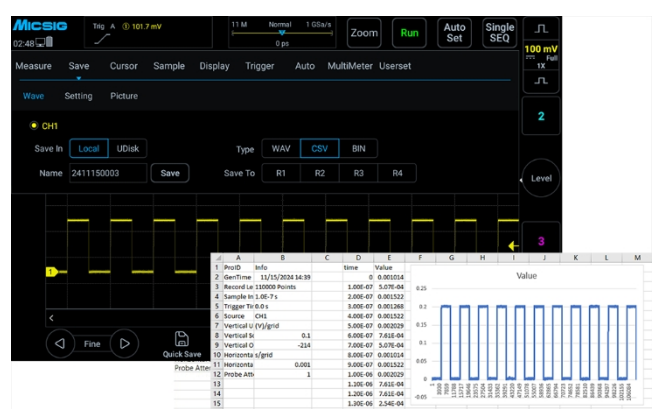 Micsig
Trig A ① 101.7 mV
11 M Normal 1 GSa/s
0 ps
Zoom
Run
Auto Set
Single SEQ
02:48
100 mV
Full
1X
Measure Save Cursor Sample Display Trigger Auto MultiMeter Userset
Wave Setting Picture
2
CH1
Save In Local UDisk Type WAV CSV BIN
Name 2411150003 Save Save To R1 R2 R3 R4
Level
3
1
Fine
Quick Save
Probe Atte
A B C D E F G H I J K L M
1 ProID Info time Value
2 GenTime 11/15/2024 14:39 0 0.001014
3 Record Le 110000 Points 1.00E-07 5.07E-04
4 Sample In 1.0E-7 s 2.00E-07 0.001522
5 Trigger Tir 0.0 s 3.00E-07 0.001268
6 Source CH1 4.00E-07 0.001522
7 Vertical U (V)/grid 5.00E-07 0.002029
8 Vertical Sc 0.1 6.00E-07 7.61E-04
9 Vertical O -214 7.00E-07 5.07E-04
10 Horizonta s/grid 8.00E-07 0.001014
11 Horizonta 0.001 9.00E-07 0.001522
12 Probe Atte 1 1.00E-06 0.002029
13 1.10E-06 7.61E-04
14 1.20E-06 7.61E-04
15 1.30E-06 2.54E-04
Value
0.25
0.2
0.15
0.1
0.05
0
-0.05